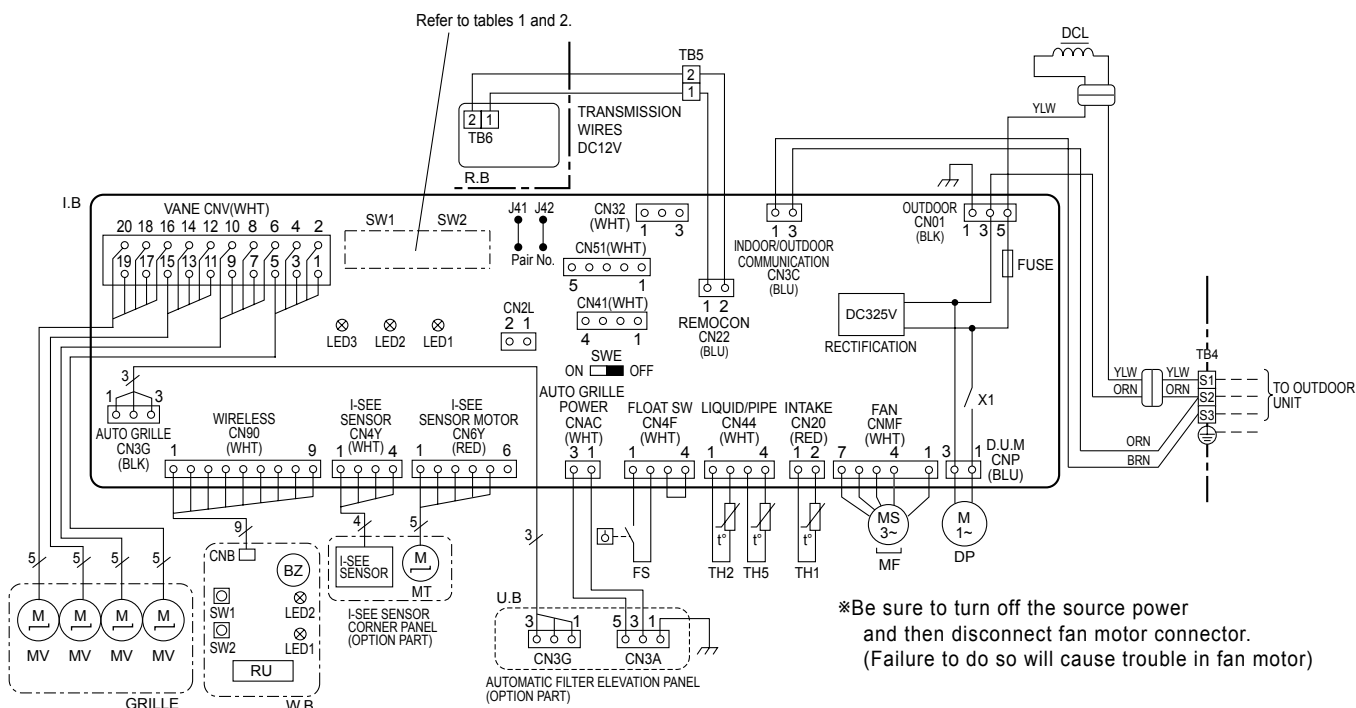 Refer to tables 1 and 2.
DCL
TB5
2
1
YLW
2 1
TB6
TRANSMISSION
WIRES
DC12V
R.B
I.B
VANE CNV(WHT)
20 18 16 14 12 10 8 6 4 2
19 17 15 13 11 9 7 5 3 1
SW1 SW2
J41 J42
Pair No.
CN32
(WHT)
1 3
CN51(WHT)
5 1
CN41(WHT)
4 1
1 3
INDOOR/OUTDOOR
COMMUNICATION
CN3C
(BLU)
OUTDOOR
CN01
(BLK)
1 3 5
FUSE
LED3 LED2 LED1
CN2L
2 1
SWE
ON OFF
1 2
REMOCON
CN22
(BLU)
DC325V
RECTIFICATION
X1
TB4
YLW YLW S1
ORN ORN S2
S3
TO OUTDOOR
UNIT
ORN
BRN
3
1 3
AUTO GRILLE
CN3G
(BLK)
WIRELESS
CN90
(WHT)
1 9
I-SEE
SENSOR
CN4Y
(WHT)
1 4
I-SEE
SENSOR MOTOR
CN6Y
(RED)
1 6
AUTO GRILLE
POWER
CNAC
(WHT)
3 1
FLOAT SW
CN4F
(WHT)
1 4
LIQUID/PIPE
CN44
(WHT)
1 4
INTAKE
CN20
(RED)
1 2
FAN
CNMF
(WHT)
7 4 1
D.U.M
CNP
(BLU)
3 1
5 5 5 5
M M M M
MV MV MV MV
GRILLE
9
CNB
BZ
SW1
SW2
LED2
LED1
RU
W.B
4
I-SEE
SENSOR
5
M
MT
I-SEE SENSOR
CORNER PANEL
(OPTION PART)
3
U.B
3 1
CN3G
5 3 1
CN3A
AUTOMATIC FILTER ELEVATION PANEL
(OPTION PART)
FS
t° t° t°
TH2 TH5 TH1
MS
3~
MF
M
1~
DP
※Be sure to turn off the source power
and then disconnect fan motor connector.
(Failure to do so will cause trouble in fan motor)